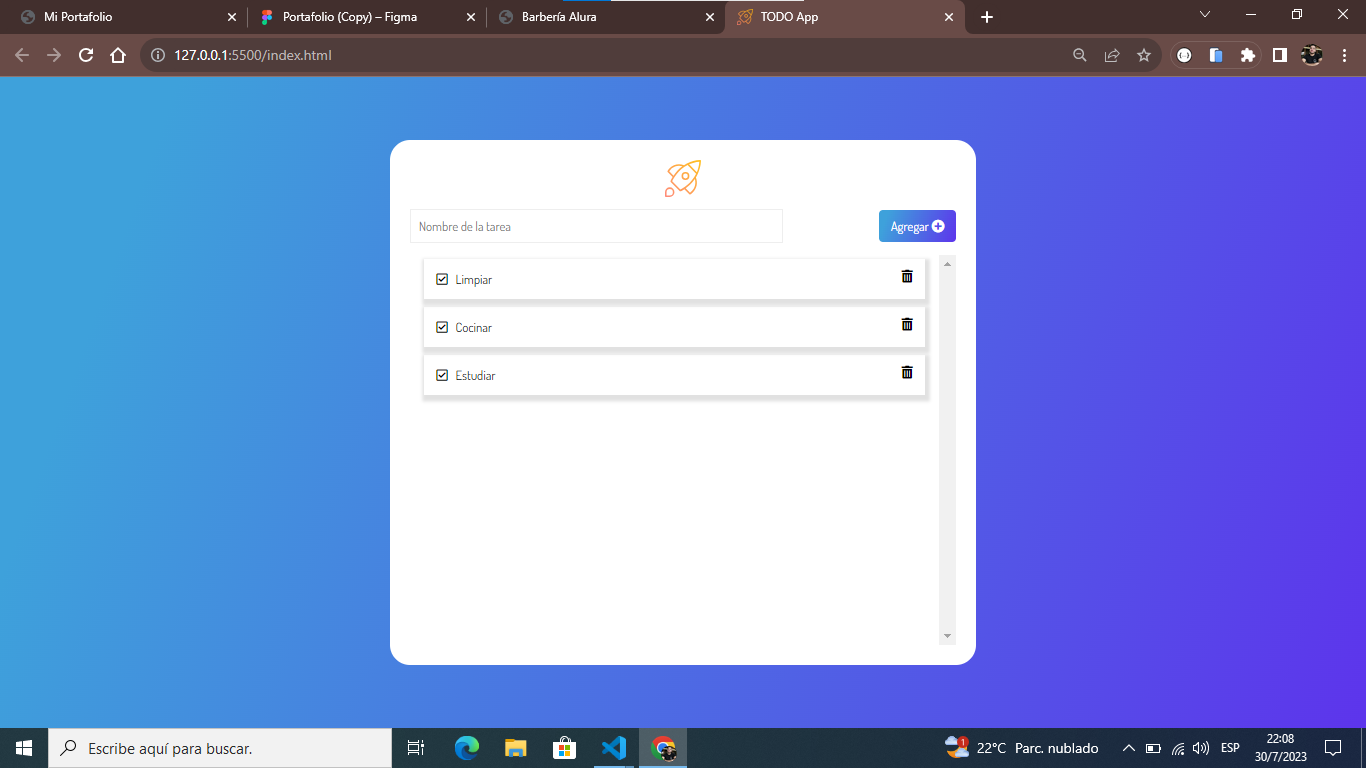 Mi Portafolio
Portafolio (Copy) – Figma
Barbería Alura
TODO App
127.0.0.1:5500/index.html
Nombre de la tarea
Agregar
Limpiar
Cocinar
Estudiar
Escribe aquí para buscar.
1
22°C Parc. nublado
ESP
22:08
30/7/2023